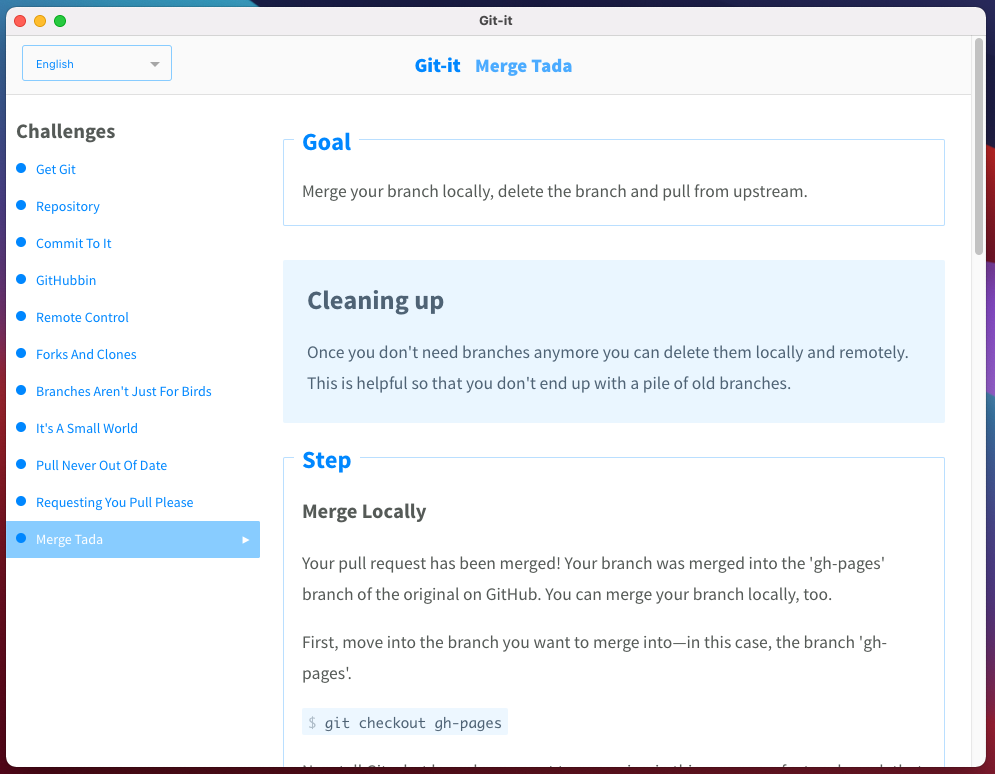 Git-it
English
Git-it Merge Tada
Challenges
Get Git
Repository
Commit To It
GitHubbin
Remote Control
Forks And Clones
Branches Aren't Just For Birds
It's A Small World
Pull Never Out Of Date
Requesting You Pull Please
Merge Tada
Goal
Merge your branch locally, delete the branch and pull from upstream.
Cleaning up
Once you don't need branches anymore you can delete them locally and remotely.
This is helpful so that you don't end up with a pile of old branches.
Step
Merge Locally
Your pull request has been merged! Your branch was merged into the 'gh-pages'
branch of the original on GitHub. You can merge your branch locally, too.
First, move into the branch you want to merge into—in this case, the branch 'gh-
pages'.
$ git checkout gh-pages